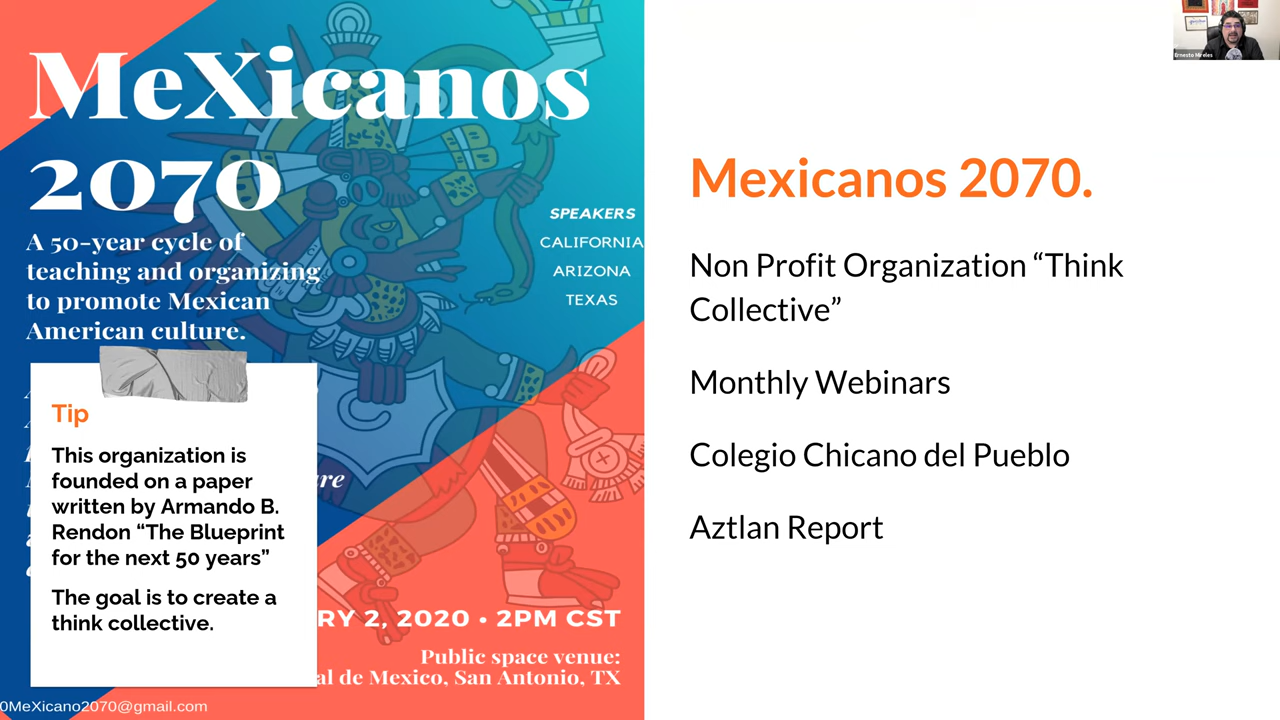 MeXicanos
2070
A 50-year cycle of
teaching and organizing
to promote Mexican
American culture.
SPEAKERS
CALIFORNIA
ARIZONA
TEXAS
Tip
This organization is
founded on a paper
written by Armando B.
Rendon “The Blueprint
for the next 50 years”
The goal is to create a
think collective.
RY 2, 2020 • 2PM CST
Public space venue:
al de Mexico, San Antonio, TX
0MeXicano2070@gmail.com
Mexicanos 2070.
Non Profit Organization “Think
Collective”
Monthly Webinars
Colegio Chicano del Pueblo
Aztlan Report
Ernesto Mireles